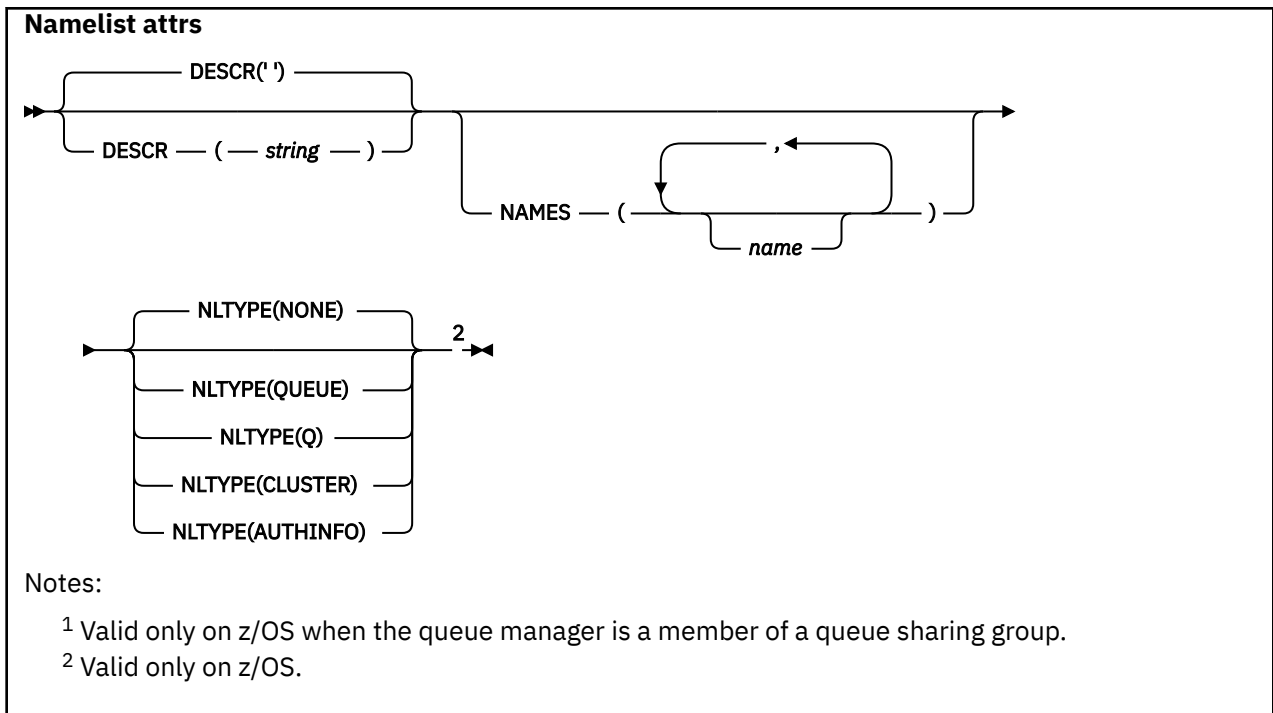 Namelist attrs
DESCR(' ')
DESCR — ( — string — )
,
NAMES — ( — )
name
NLTYPE(NONE)
2
NLTYPE(QUEUE)
NLTYPE(Q)
NLTYPE(CLUSTER)
NLTYPE(AUTHINFO)
Notes:
1 Valid only on z/OS when the queue manager is a member of a queue sharing group.
2 Valid only on z/OS.